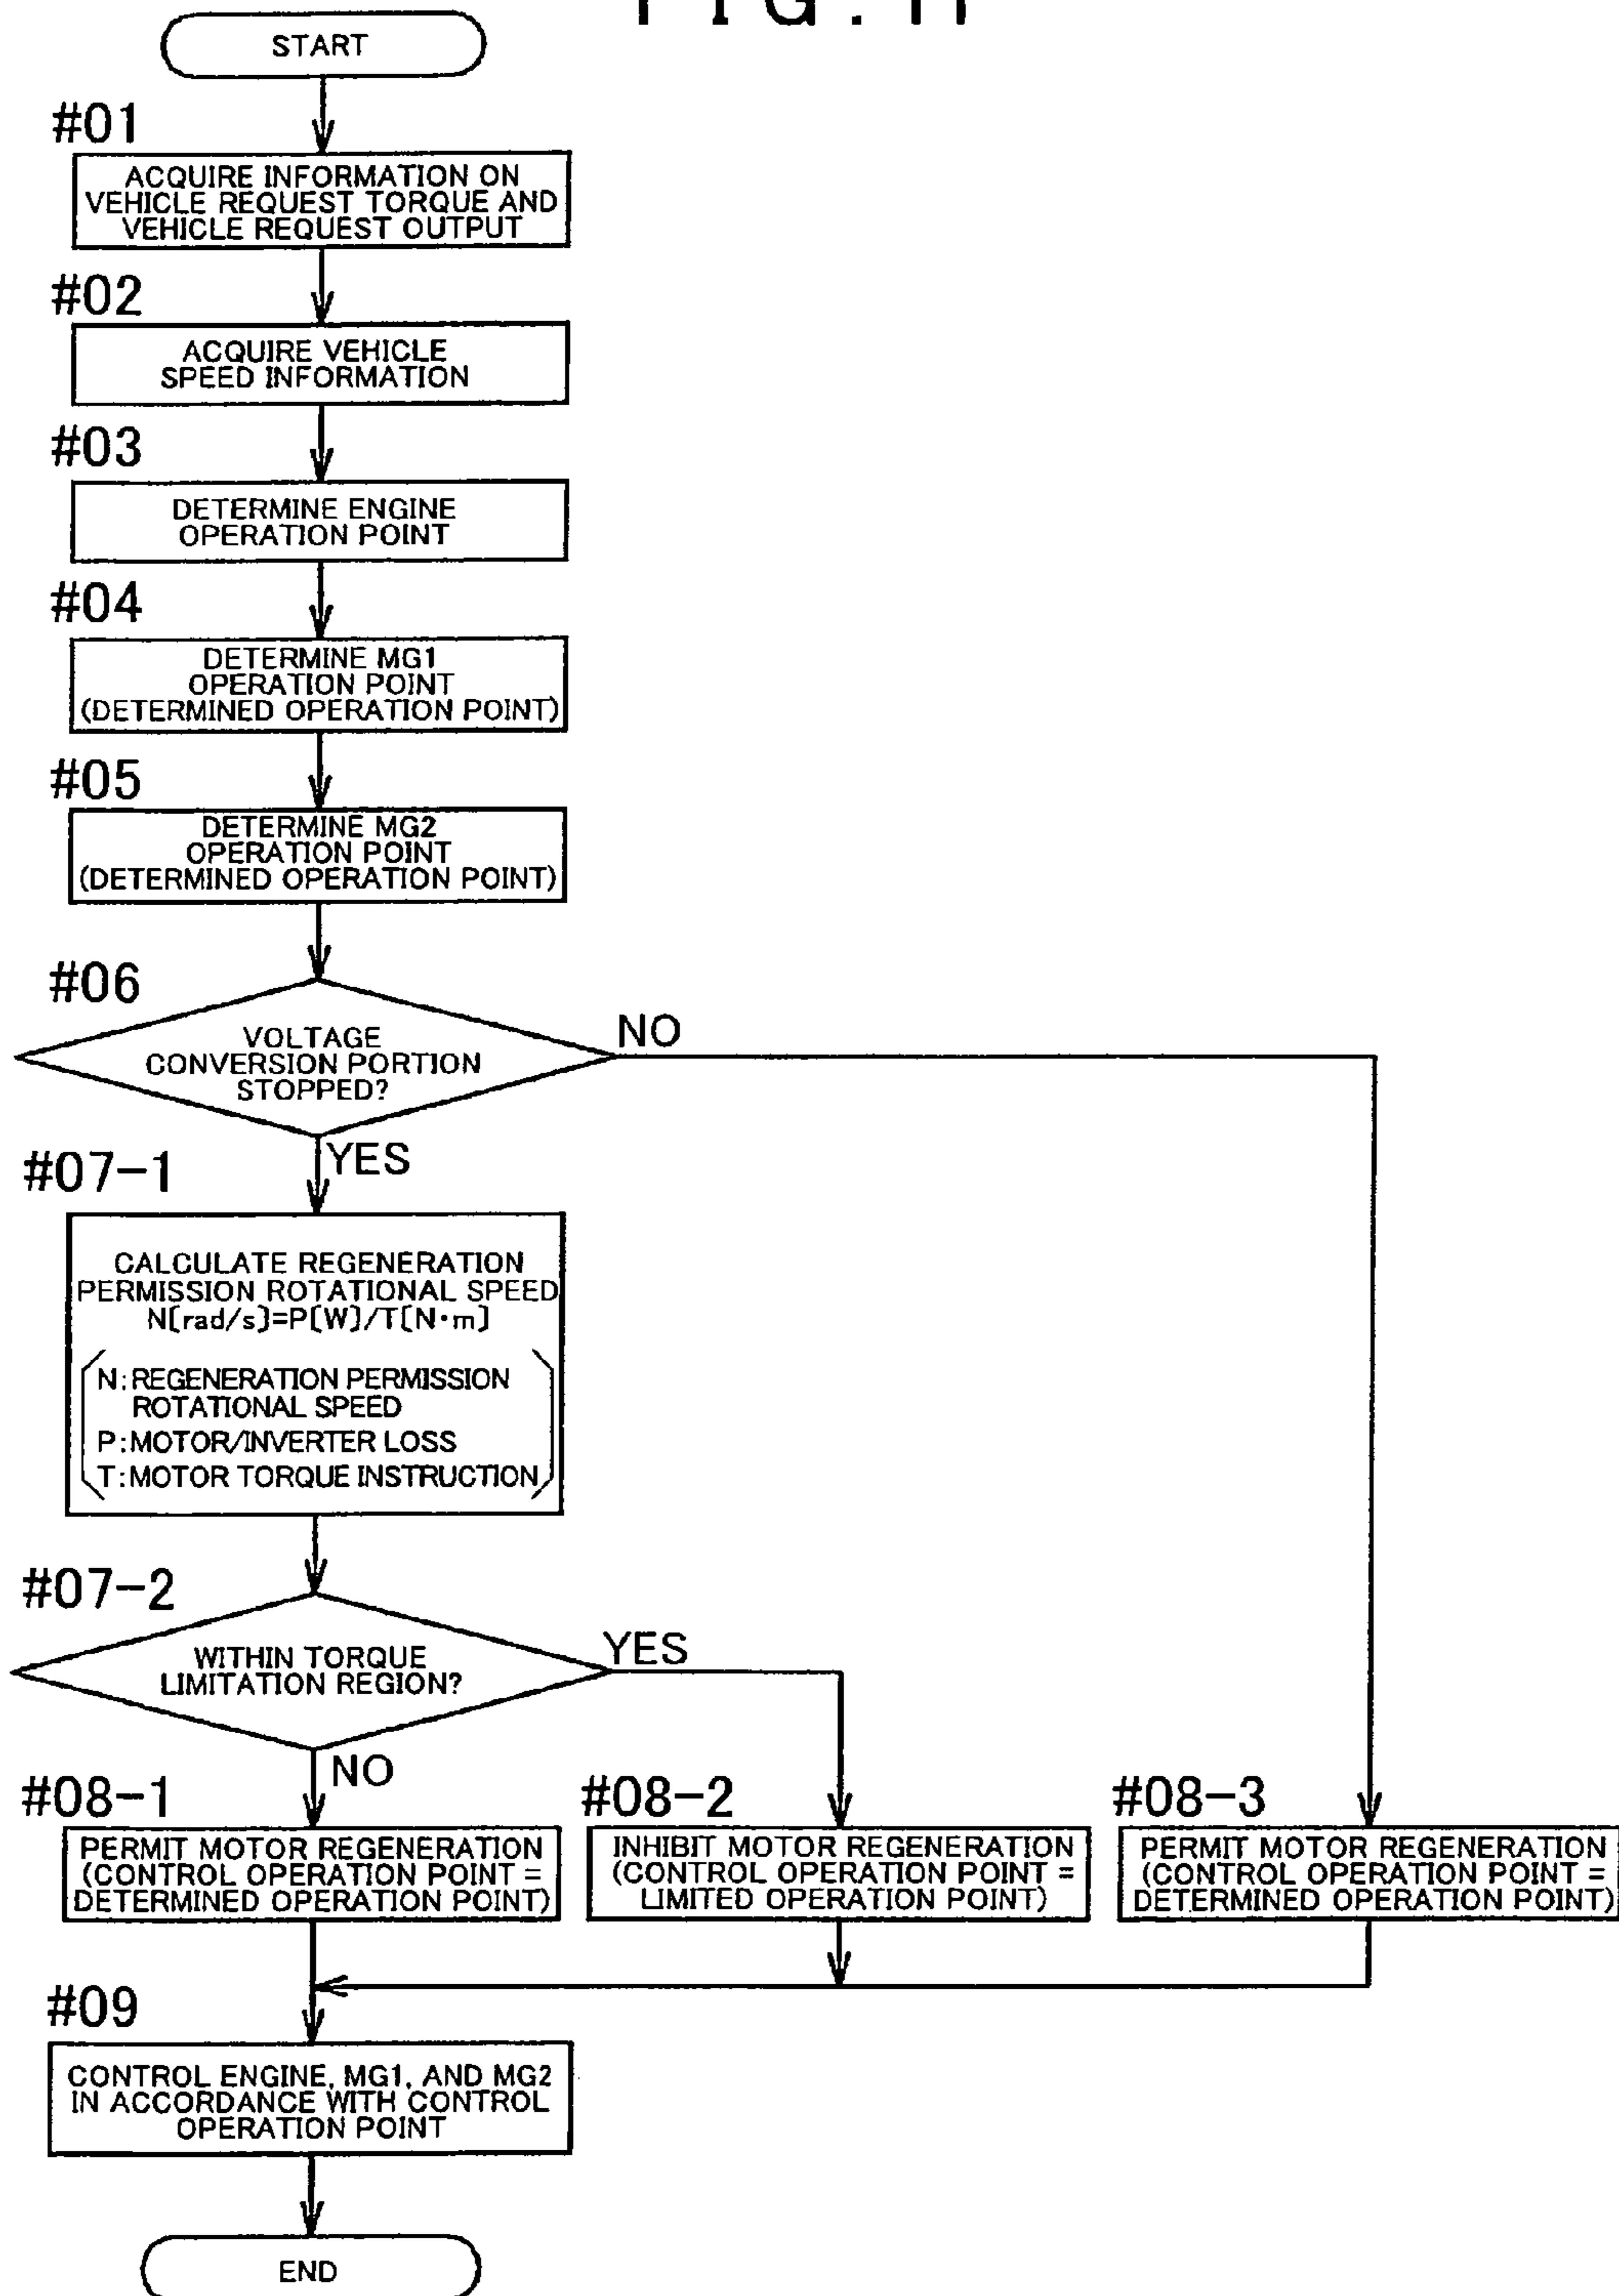 FIG. 11
START
#01
ACQUIRE INFORMATION ON
VEHICLE REQUEST TORQUE AND
VEHICLE REQUEST OUTPUT
#02
ACQUIRE VEHICLE
SPEED INFORMATION
#03
DETERMINE ENGINE
OPERATION POINT
#04
DETERMINE MG1
OPERATION POINT
(DETERMINED OPERATION POINT)
#05
DETERMINE MG2
OPERATION POINT
(DETERMINED OPERATION POINT)
#06
VOLTAGE
CONVERSION PORTION
STOPPED?
NO
YES
#07-1
CALCULATE REGENERATION
PERMISSION ROTATIONAL SPEED
N[rad/s]=P[W]/T[N·m]
N:REGENERATION PERMISSION
ROTATIONAL SPEED
P:MOTOR/INVERTER LOSS
T:MOTOR TORQUE INSTRUCTION
#07-2
WITHIN TORQUE
LIMITATION REGION?
YES
NO
#08-1
PERMIT MOTOR REGENERATION
(CONTROL OPERATION POINT =
DETERMINED OPERATION POINT)
#08-2
INHIBIT MOTOR REGENERATION
(CONTROL OPERATION POINT =
LIMITED OPERATION POINT)
#08-3
PERMIT MOTOR REGENERATION
(CONTROL OPERATION POINT =
DETERMINED OPERATION POINT)
#09
CONTROL ENGINE, MG1, AND MG2
IN ACCORDANCE WITH CONTROL
OPERATION POINT
END